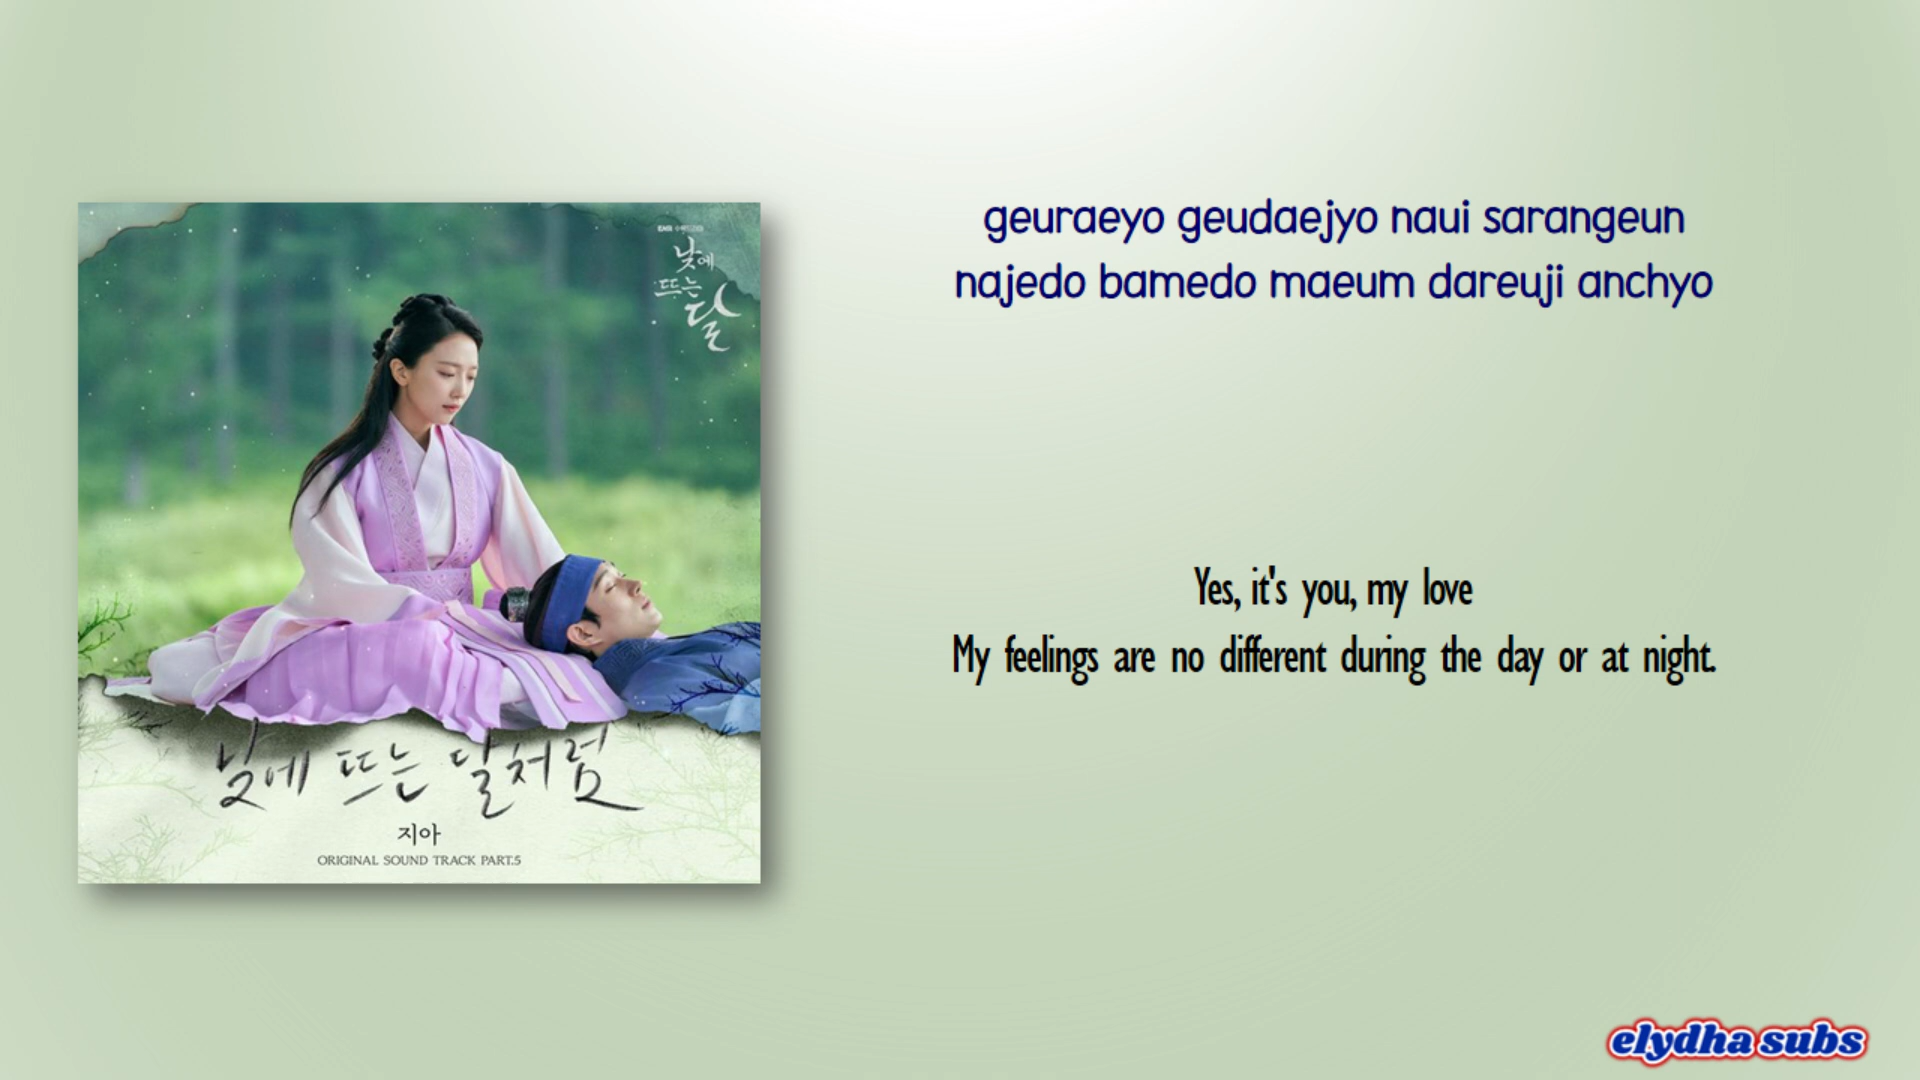 낮에
뜨는
달
낮에 뜨는 달처럼
지아
ORIGINAL SOUND TRACK PART.5
geuraeyo geudaejyo naui sarangeun
najedo bamedo maeum dareuji anchyo
Yes, it's you, my love
My feelings are no different during the day or at night.
elydha subs